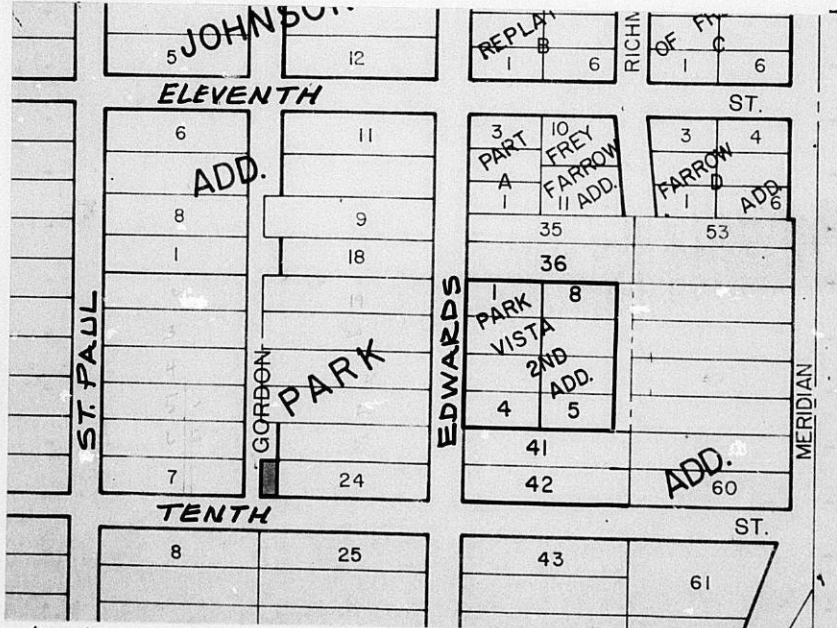 JOHNSON
5
12
REPLAT
B
1
6
RICHM
OF
C
1
6
ELEVENTH
ST.
6
11
3
10
PART
FREY
A
FARROW
1
11
ADD.
3
4
FARROW
D
1
ADD.
6
ADD.
8
9
35
53
1
18
36
19
ST. PAUL
GORDON
PARK
EDWARDS
1
8
PARK
VISTA
2ND
ADD.
4
5
MERIDIAN
41
7
24
42
ADD.
60
TENTH
ST.
8
25
43
61